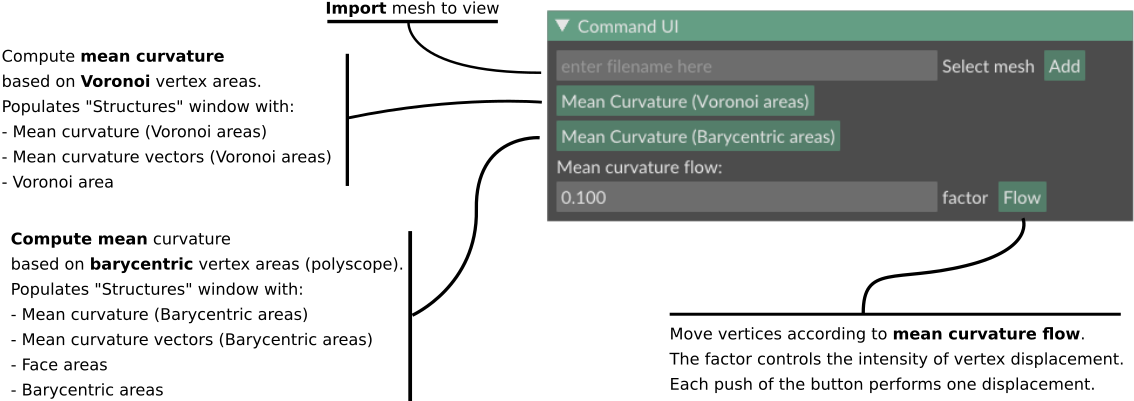 Import mesh to view
Compute mean curvature
based on Voronoi vertex areas.
Populates "Structures" window with:
- Mean curvature (Voronoi areas)
- Mean curvature vectors (Voronoi areas)
- Voronoi area
Compute mean curvature
based on barycentric vertex areas (polyscope).
Populates "Structures" window with:
- Mean curvature (Barycentric areas)
- Mean curvature vectors (Barycentric areas)
- Face areas
- Barycentric areas
Command UI
enter filename here Select mesh Add
Mean Curvature (Voronoi areas)
Mean Curvature (Barycentric areas)
Mean curvature flow:
0.100 factor Flow
Move vertices according to mean curvature flow.
The factor controls the intensity of vertex displacement.
Each push of the button performs one displacement.